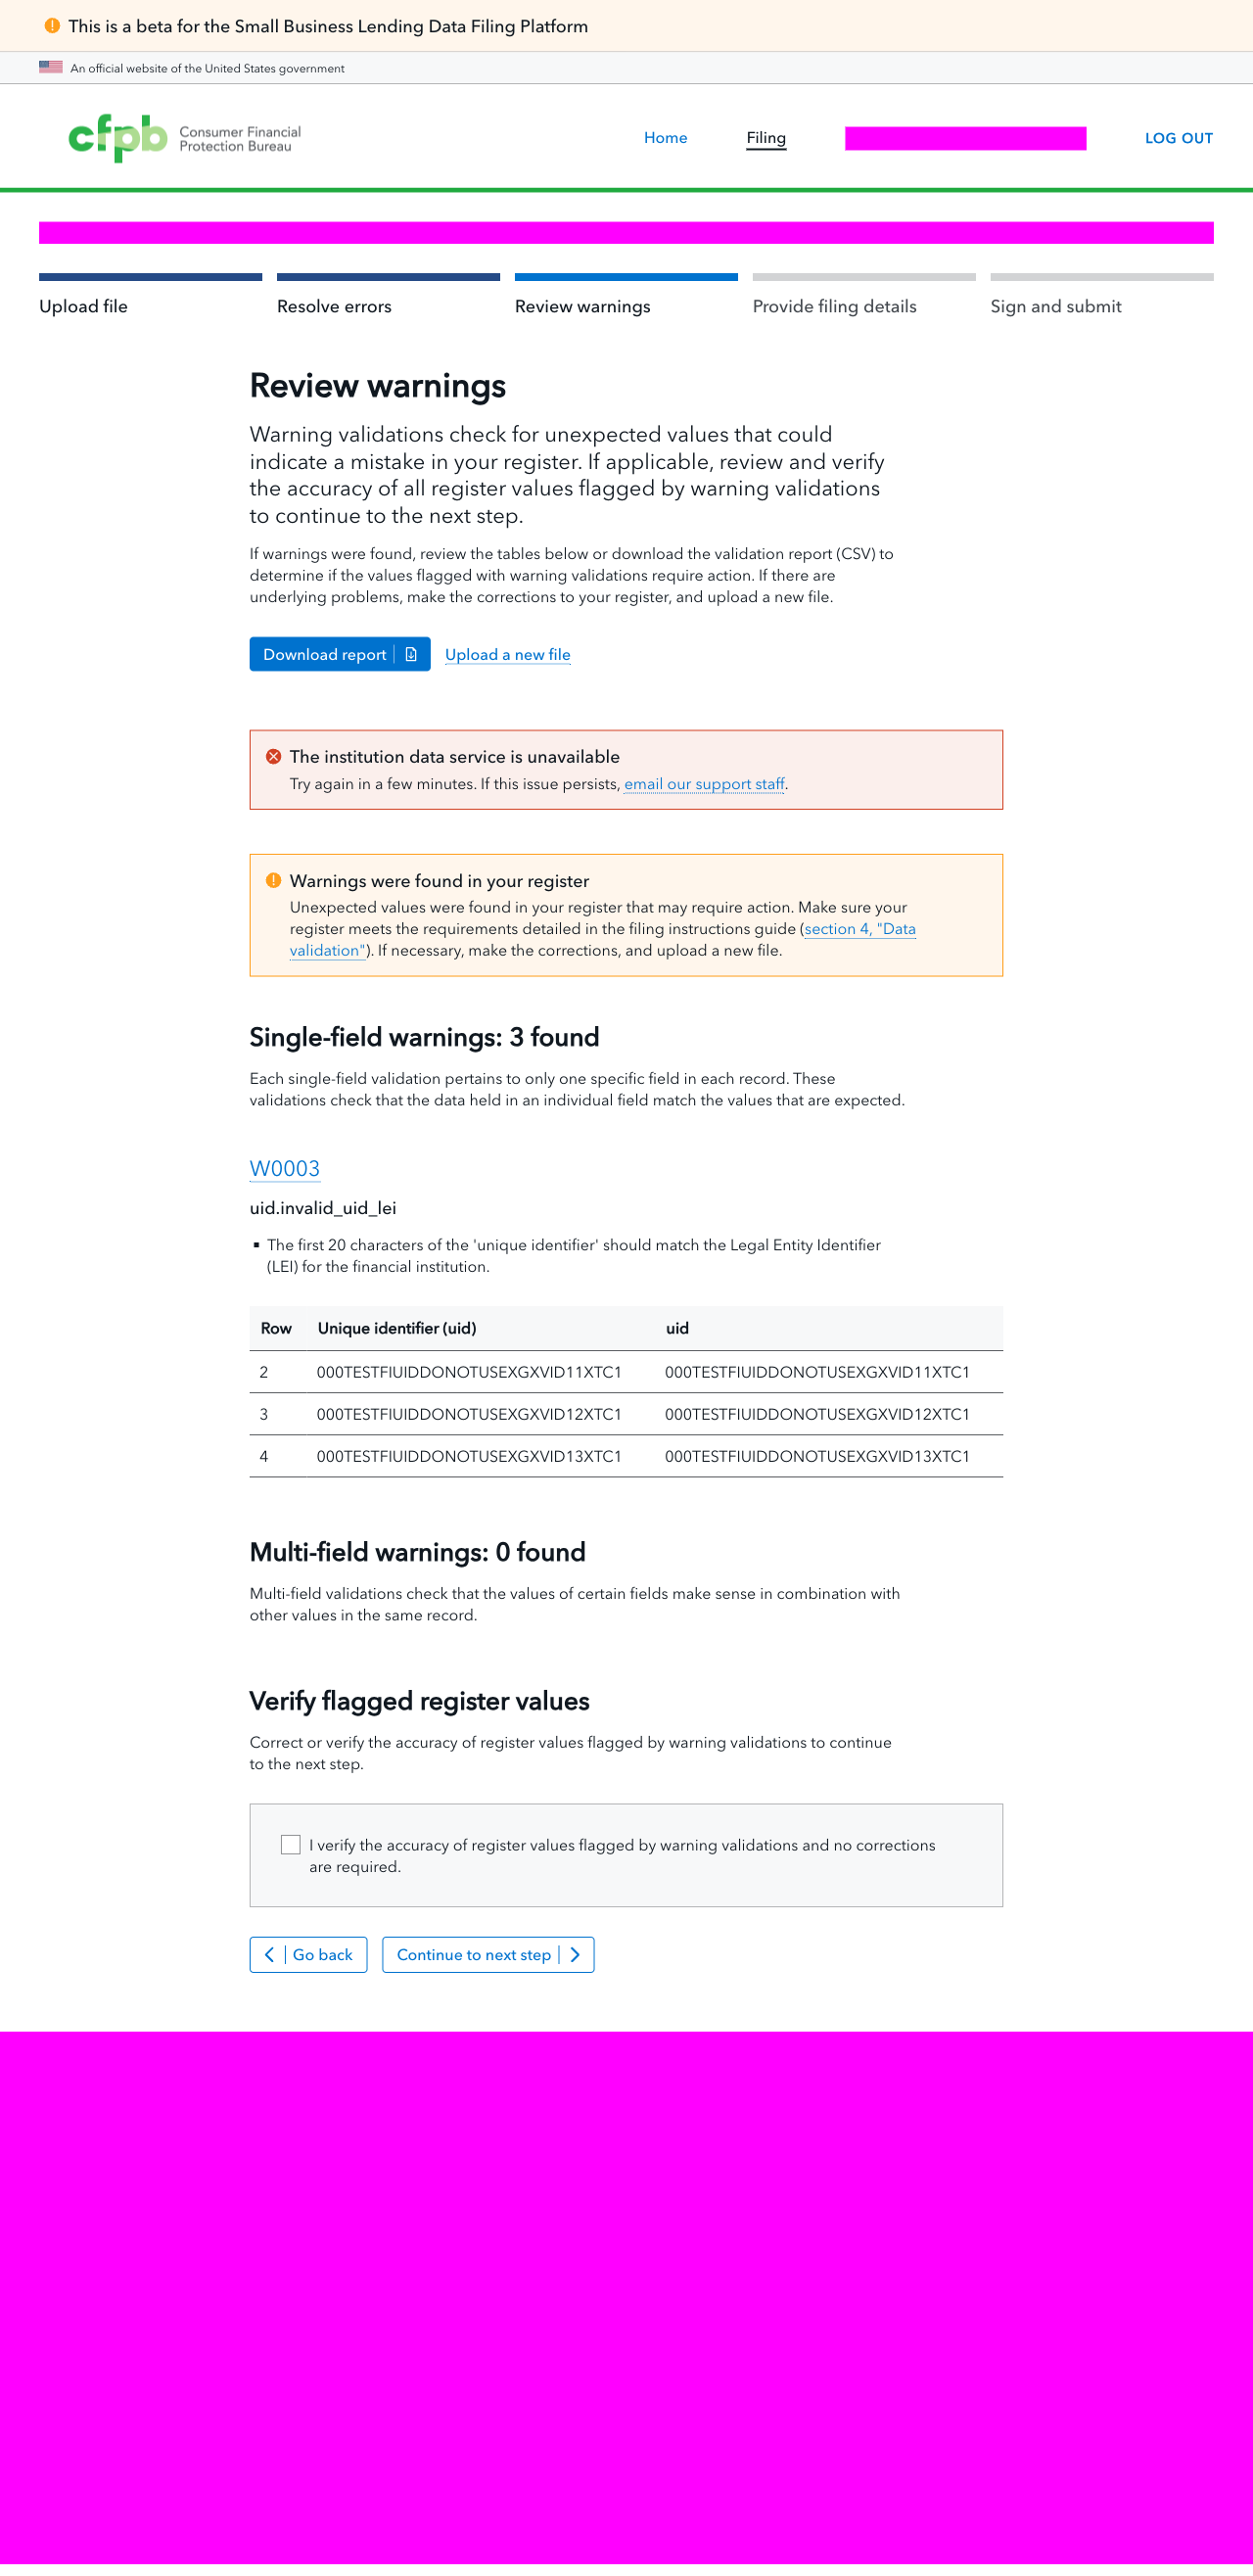 This is a beta for the Small Business Lending Data Filing Platform
An official website of the United States government
cfpb Consumer Financial
Protection Bureau
Home
Filing
LOG OUT
Upload file
Resolve errors
Review warnings
Provide filing details
Sign and submit
Review warnings
Warning validations check for unexpected values that could
indicate a mistake in your register. If applicable, review and verify
the accuracy of all register values flagged by warning validations
to continue to the next step.
If warnings were found, review the tables below or download the validation report (CSV) to
determine if the values flagged with warning validations require action. If there are
underlying problems, make the corrections to your register, and upload a new file.
Download report
Upload a new file
The institution data service is unavailable
Try again in a few minutes. If this issue persists, email our support staff.
Warnings were found in your register
Unexpected values were found in your register that may require action. Make sure your
register meets the requirements detailed in the filing instructions guide (section 4, "Data
validation"). If necessary, make the corrections, and upload a new file.
Single-field warnings: 3 found
Each single-field validation pertains to only one specific field in each record. These
validations check that the data held in an individual field match the values that are expected.
W0003
uid.invalid_uid_lei
The first 20 characters of the 'unique identifier' should match the Legal Entity Identifier
(LEI) for the financial institution.
Row Unique identifier (uid) uid
2 000TESTFIUIDDONOTUSEXGXVID11XTC1 000TESTFIUIDDONOTUSEXGXVID11XTC1
3 000TESTFIUIDDONOTUSEXGXVID12XTC1 000TESTFIUIDDONOTUSEXGXVID12XTC1
4 000TESTFIUIDDONOTUSEXGXVID13XTC1 000TESTFIUIDDONOTUSEXGXVID13XTC1
Multi-field warnings: 0 found
Multi-field validations check that the values of certain fields make sense in combination with
other values in the same record.
Verify flagged register values
Correct or verify the accuracy of register values flagged by warning validations to continue
to the next step.
I verify the accuracy of register values flagged by warning validations and no corrections
are required.
Go back
Continue to next step